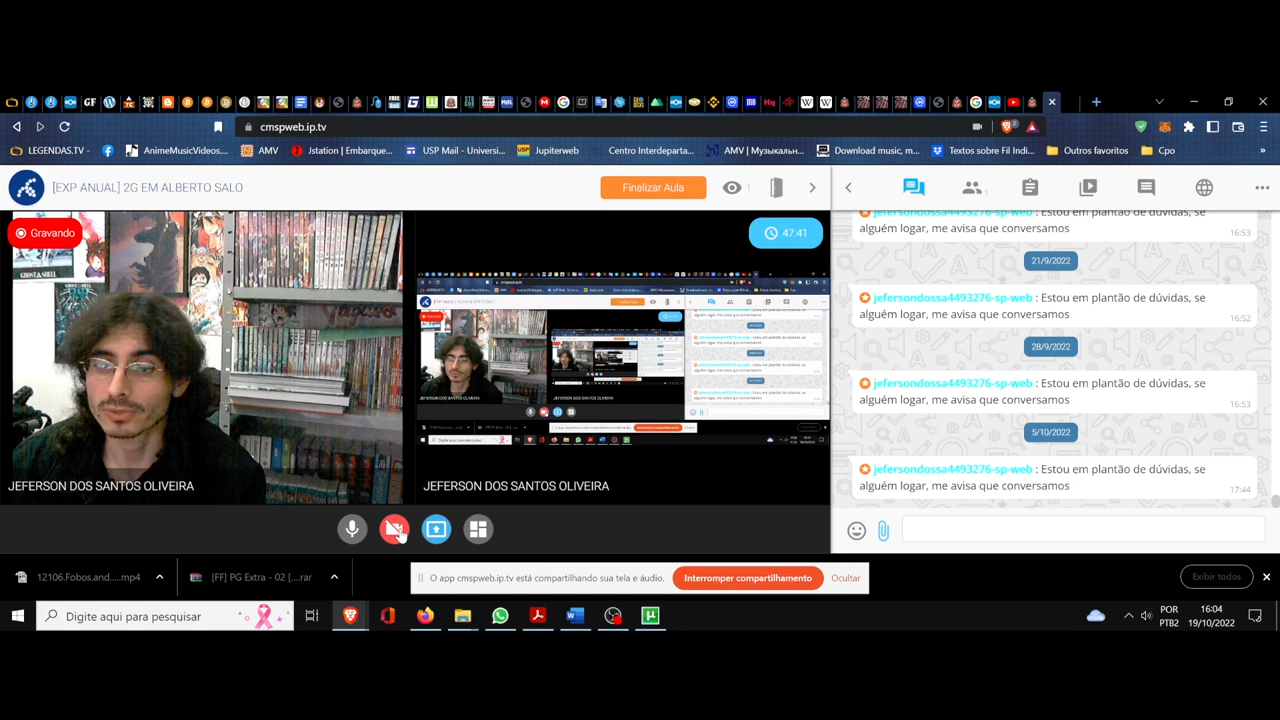 cmspweb.ip.tv
2
LEGENDAS.TV
AnimeMusicVideos...
AMV
Jstation | Embarque...
USP Mail - Universi...
Jupiterweb
Centro Interdeparta...
AMV | Музыкальн...
Download music, m...
Textos sobre Fil Indi...
Outros favoritos
Cpo
»
[EXP ANUAL] 2G EM ALBERTO SALO
Finalizar Aula
1
1
Gravando
47:41
jefersondossa4493276-sp-web : Estou em plantão de dúvidas, se
alguém logar, me avisa que conversamos
16:53
21/9/2022
jefersondossa4493276-sp-web : Estou em plantão de dúvidas, se
alguém logar, me avisa que conversamos
16:52
28/9/2022
jefersondossa4493276-sp-web : Estou em plantão de dúvidas, se
alguém logar, me avisa que conversamos
16:53
5/10/2022
jefersondossa4493276-sp-web : Estou em plantão de dúvidas, se
alguém logar, me avisa que conversamos
17:44
JEFERSON DOS SANTOS OLIVEIRA
JEFERSON DOS SANTOS OLIVEIRA
12106.Fobos.and.....mp4
[FF] PG Extra - 02 [....rar
O app cmspweb.ip.tv está compartilhando sua tela e áudio.
Interromper compartilhamento
Ocultar
Exibir todos
Digite aqui para pesquisar
POR
PTB2
16:04
19/10/2022